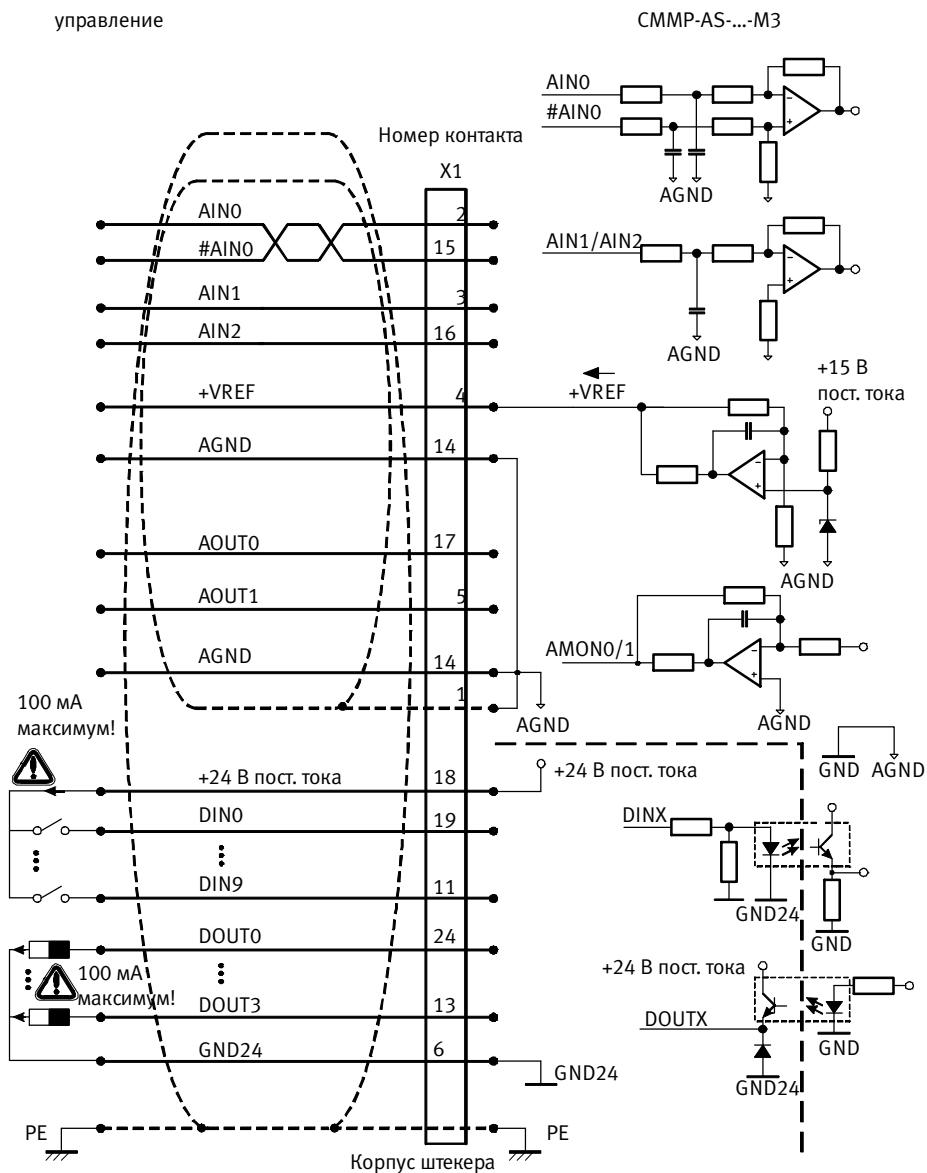 управление
CMMP-AS-...-M3
Номер контакта
X1
AIN0
2
#AIN0
15
AIN1
3
AIN2
16
+VREF
4
AGND
14
AOUT0
17
AOUT1
5
AGND
14
1
AGND
100 мА
максимум!
+24 В пост. тока
18
+24 В пост. тока
DIN0
19
DIN9
11
DOUT0
24
100 мА
максимум!
DOUT3
13
GND24
6
GND24
PE
PE
Корпус штекера
AIN0
#AIN0
–
+
AGND
AIN1/AIN2
–
+
AGND
+15 В
пост. тока
+VREF
–
+
AGND
AMON0/1
–
+
AGND
GND
AGND
DINX
GND24
GND
+24 В пост. тока
DOUTX
GND
GND24